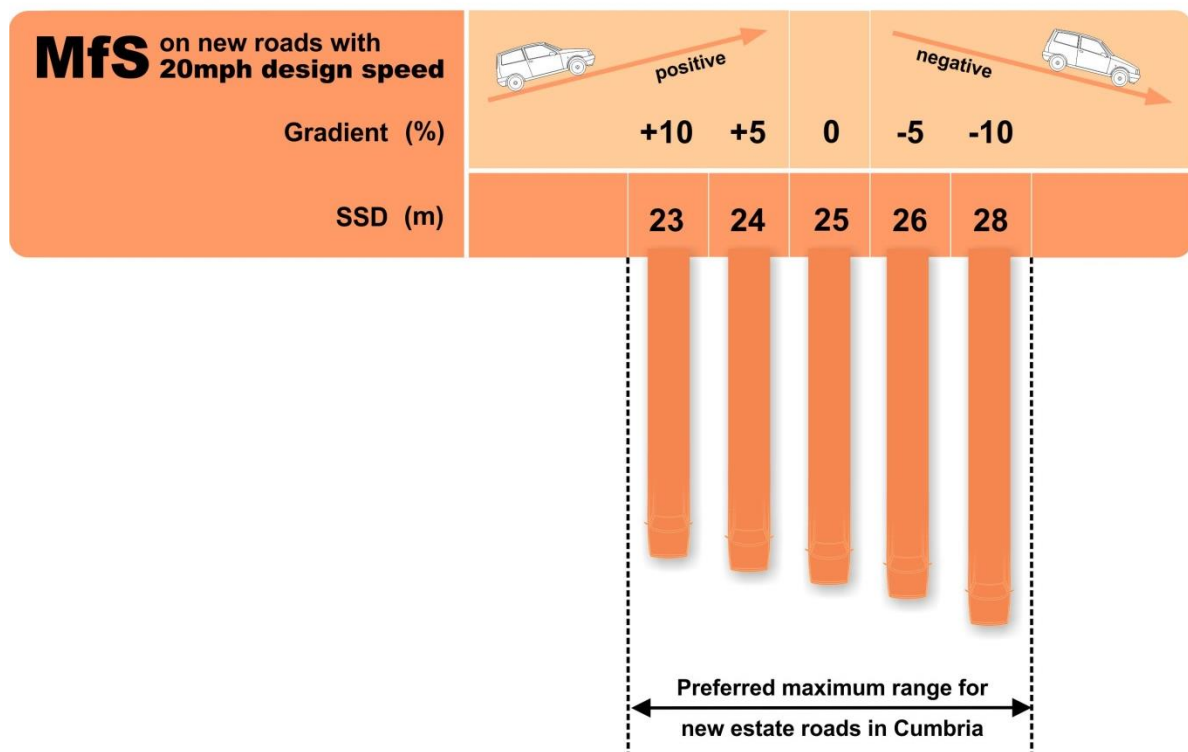 MfS on new roads with
20mph design speed
positive
negative
Gradient (%) +10 +5 0 -5 -10
SSD (m) 23 24 25 26 28
Preferred maximum range for
new estate roads in Cumbria